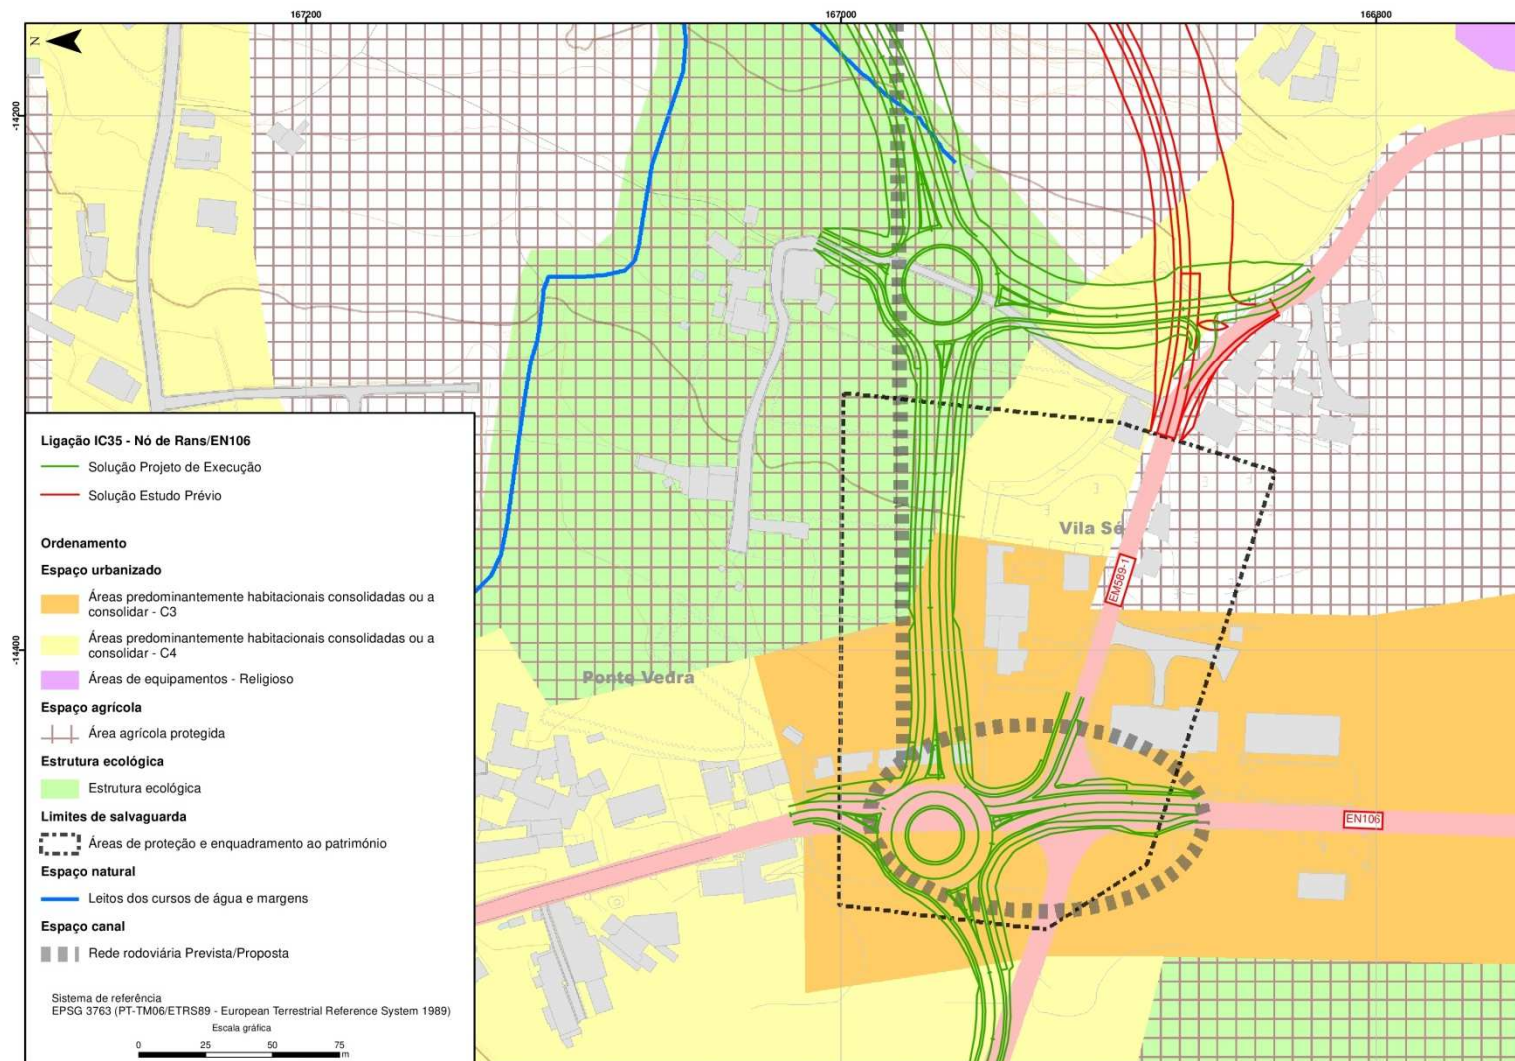 167200
167000
166800
N
-14200
-14400
Ligação IC35 - Nó de Rans/EN106
Solução Projeto de Execução
Solução Estudo Prévio
Ordenamento
Espaço urbanizado
Áreas predominantemente habitacionais consolidadas ou a
consolidar - C3
Áreas predominantemente habitacionais consolidadas ou a
consolidar - C4
Áreas de equipamentos - Religioso
Espaço agrícola
Área agrícola protegida
Estrutura ecológica
Estrutura ecológica
Limites de salvaguarda
Áreas de proteção e enquadramento ao património
Espaço natural
Leitos dos cursos de água e margens
Espaço canal
Rede rodoviária Prevista/Proposta
Sistema de referência
EPSG 3763 (PT-TM06/ETRS89 - European Terrestrial Reference System 1989)
Escala gráfica
0 25 50 75
m
Vila Sé
EM589-1
Ponte Vedra
EN106